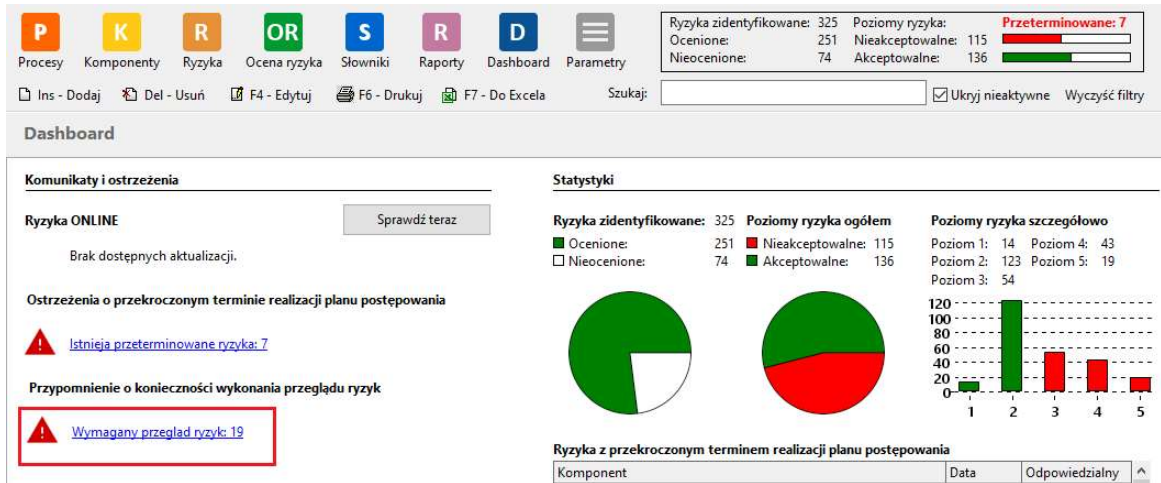 P K R OR S R D
Procesy Komponenty Ryzyka Ocena ryzyka Słowniki Raporty Dashboard Parametry
Ryzyka zidentyfikowane: 325 Poziomy ryzyka: Przeterminowane: 7
Ocenione: 251 Nieakceptowalne: 115
Nieocenione: 74 Akceptowalne: 136
Ins - Dodaj Del - Usuń F4 - Edytuj F6 - Drukuj F7 - Do Excela Szukaj: Ukryj nieaktywne Wyczyść filtry
Dashboard
Komunikaty i ostrzeżenia
Ryzyka ONLINE Sprawdź teraz
Brak dostępnych aktualizacji.
Ostrzeżenia o przekroczonym terminie realizacji planu postępowania
Istnieja przeterminowane ryzyka: 7
Przypomnienie o konieczności wykonania przeglądu ryzyk
Wymagany przeglad ryzyk: 19
Statystyki
Ryzyka zidentyfikowane: 325
Ocenione: 251
Nieocenione: 74
Poziomy ryzyka ogółem
Nieakceptowalne: 115
Akceptowalne: 136
Poziomy ryzyka szczegółowo
Poziom 1: 14 Poziom 4: 43
Poziom 2: 123 Poziom 5: 19
Poziom 3: 54
120
100
80
60
40
20
0
1 2 3 4 5
Ryzyka z przekroczonym terminem realizacji planu postępowania
Komponent Data Odpowiedzialny